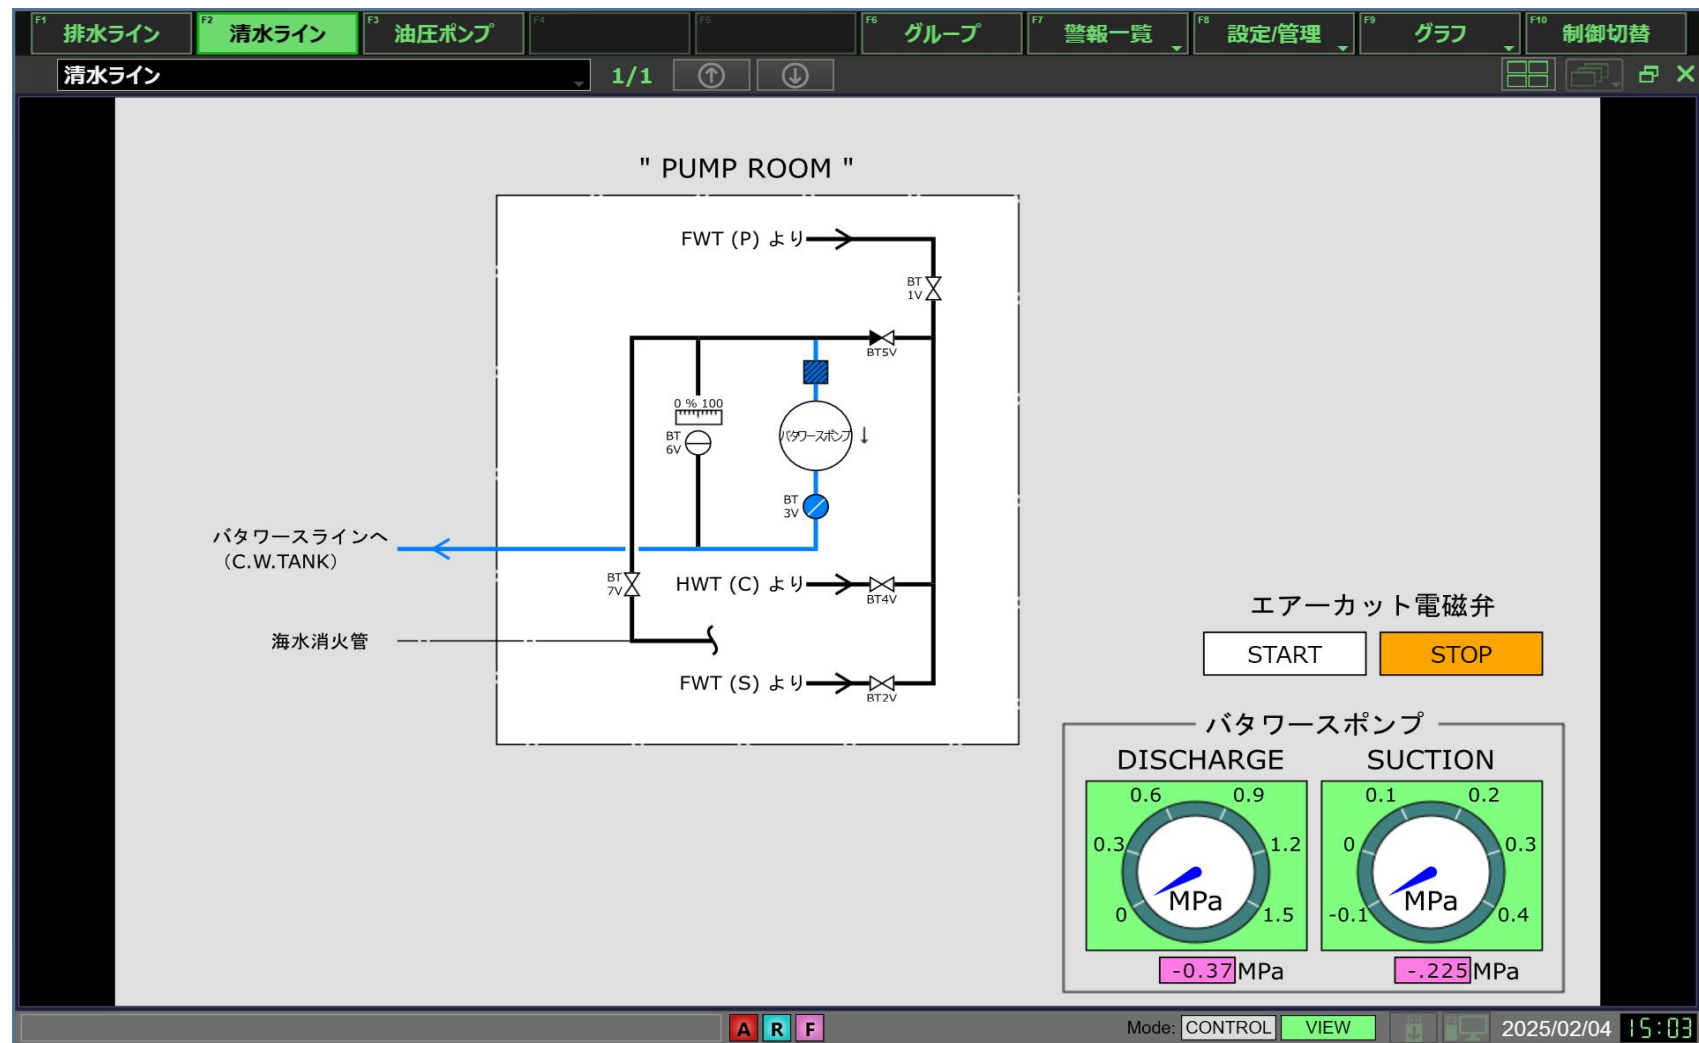 F1 排水ライン F2 清水ライン F3 油圧ポンプ F4 F5 F6 グループ F7 警報一覧 F8 設定/管理 F9 グラフ F10 制御切替
清水ライン 1/1
" PUMP ROOM "
FWT (P) より
BT
1V
BT5V
0 % 100
BT
6V
バタワースポンプ ↓
BT
3V
バタワースラインへ
(C.W.TANK)
BT
7V
HWT (C) より
BT4V
海水消火管
FWT (S) より
BT2V
エアーカット電磁弁
START STOP
バタワースポンプ
DISCHARGE SUCTION
0.6 0.9 0.1 0.2
0.3 1.2 0 0.3
MPa MPa
0 1.5 -0.1 0.4
-0.37 MPa -.225 MPa
A R F Mode: CONTROL VIEW 2025/02/04 15:03